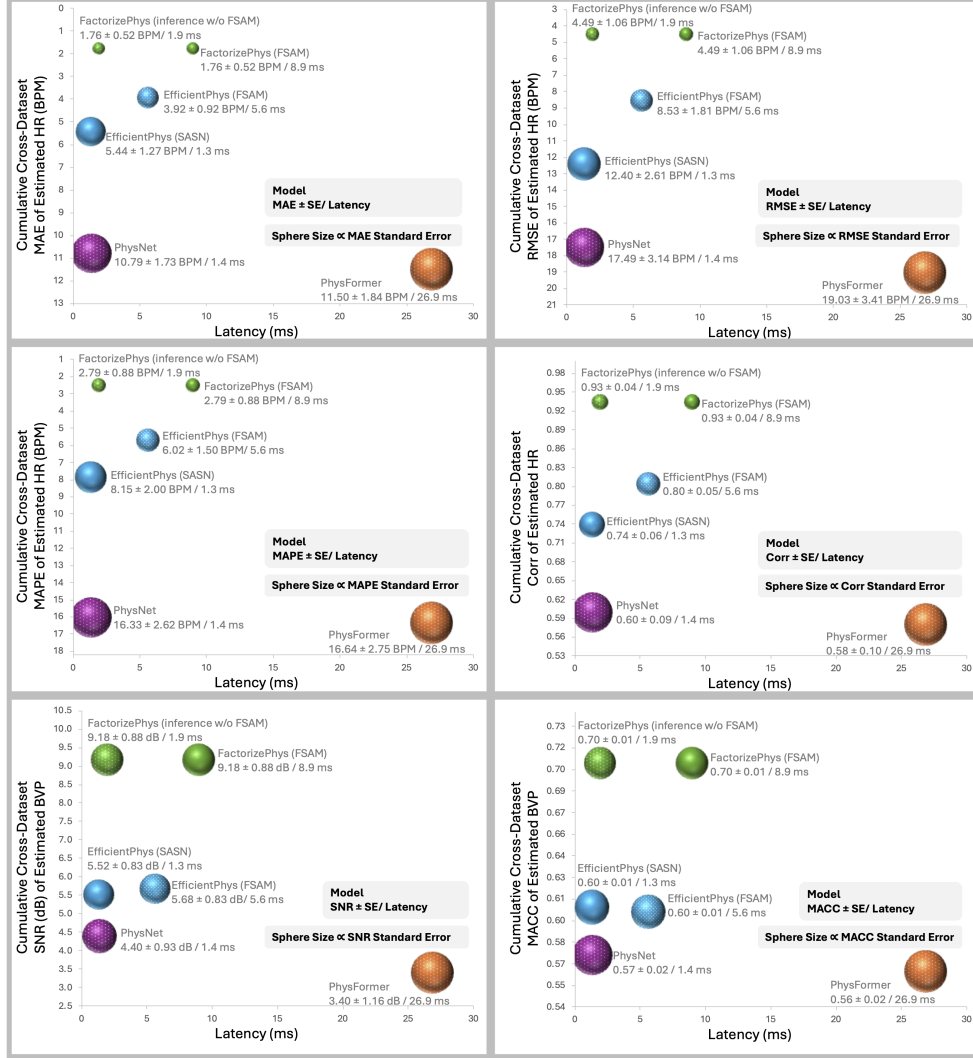 Cumulative Cross-Dataset
MAE of Estimated HR (BPM)
0
1
2
3
4
5
6
7
8
9
10
11
12
13
FactorizePhys (inference w/o FSAM)
1.76 ± 0.52 BPM/ 1.9 ms
FactorizePhys (FSAM)
1.76 ± 0.52 BPM / 8.9 ms
EfficientPhys (FSAM)
3.92 ± 0.92 BPM/ 5.6 ms
EfficientPhys (SASN)
5.44 ± 1.27 BPM / 1.3 ms
Model
MAE ± SE/ Latency
Sphere Size ∝ MAE Standard Error
PhysNet
10.79 ± 1.73 BPM / 1.4 ms
PhysFormer
11.50 ± 1.84 BPM / 26.9 ms
0
5
10
15
20
25
30
Latency (ms)
Cumulative Cross-Dataset
RMSE of Estimated HR (BPM)
3
4
5
6
7
8
9
10
11
12
13
14
15
16
17
18
19
20
21
FactorizePhys (inference w/o FSAM)
4.49 ± 1.06 BPM/ 1.9 ms
FactorizePhys (FSAM)
4.49 ± 1.06 BPM / 8.9 ms
EfficientPhys (FSAM)
8.53 ± 1.81 BPM/ 5.6 ms
EfficientPhys (SASN)
12.40 ± 2.61 BPM / 1.3 ms
Model
RMSE ± SE/ Latency
Sphere Size ∝ RMSE Standard Error
PhysNet
17.49 ± 3.14 BPM / 1.4 ms
PhysFormer
19.03 ± 3.41 BPM / 26.9 ms
0
5
10
15
20
25
30
Latency (ms)
Cumulative Cross-Dataset
MAPE of Estimated HR (BPM)
1
2
3
4
5
6
7
8
9
10
11
12
13
14
15
16
17
18
FactorizePhys (inference w/o FSAM)
2.79 ± 0.88 BPM/ 1.9 ms
FactorizePhys (FSAM)
2.79 ± 0.88 BPM / 8.9 ms
EfficientPhys (FSAM)
6.02 ± 1.50 BPM/ 5.6 ms
EfficientPhys (SASN)
8.15 ± 2.00 BPM / 1.3 ms
Model
MAPE ± SE/ Latency
Sphere Size ∝ MAPE Standard Error
PhysNet
16.33 ± 2.62 BPM / 1.4 ms
PhysFormer
16.64 ± 2.75 BPM / 26.9 ms
0
5
10
15
20
25
30
Latency (ms)
Cumulative Cross-Dataset
Corr of Estimated HR
0.98
0.95
0.92
0.89
0.86
0.83
0.80
0.77
0.74
0.71
0.68
0.65
0.62
0.59
0.56
0.53
FactorizePhys (inference w/o FSAM)
0.93 ± 0.04 / 1.9 ms
FactorizePhys (FSAM)
0.93 ± 0.04 / 8.9 ms
EfficientPhys (FSAM)
0.80 ± 0.05/ 5.6 ms
EfficientPhys (SASN)
0.74 ± 0.06 / 1.3 ms
Model
Corr ± SE/ Latency
Sphere Size ∝ Corr Standard Error
PhysNet
0.60 ± 0.09 / 1.4 ms
PhysFormer
0.58 ± 0.10 / 26.9 ms
0
5
10
15
20
25
30
Latency (ms)
Cumulative Cross-Dataset
SNR (dB) of Estimated BVP
10.5
10.0
9.5
9.0
8.5
8.0
7.5
7.0
6.5
6.0
5.5
5.0
4.5
4.0
3.5
3.0
2.5
FactorizePhys (inference w/o FSAM)
9.18 ± 0.88 dB / 1.9 ms
FactorizePhys (FSAM)
9.18 ± 0.88 dB / 8.9 ms
EfficientPhys (SASN)
5.52 ± 0.83 dB / 1.3 ms
EfficientPhys (FSAM)
5.68 ± 0.83 dB/ 5.6 ms
Model
SNR ± SE/ Latency
Sphere Size ∝ SNR Standard Error
PhysNet
4.40 ± 0.93 dB / 1.4 ms
PhysFormer
3.40 ± 1.16 dB / 26.9 ms
0
5
10
15
20
25
30
Latency (ms)
Cumulative Cross-Dataset
MACC of Estimated BVP
0.73
0.72
0.70
0.69
0.67
0.66
0.64
0.63
0.61
0.60
0.58
0.57
0.55
0.54
FactorizePhys (inference w/o FSAM)
0.70 ± 0.01 / 1.9 ms
FactorizePhys (FSAM)
0.70 ± 0.01 / 8.9 ms
EfficientPhys (SASN)
0.60 ± 0.01 / 1.3 ms
EfficientPhys (FSAM)
0.60 ± 0.01 / 5.6 ms
Model
MACC ± SE/ Latency
Sphere Size ∝ MACC Standard Error
PhysNet
0.57 ± 0.02 / 1.4 ms
PhysFormer
0.56 ± 0.02 / 26.9 ms
0
5
10
15
20
25
30
Latency (ms)